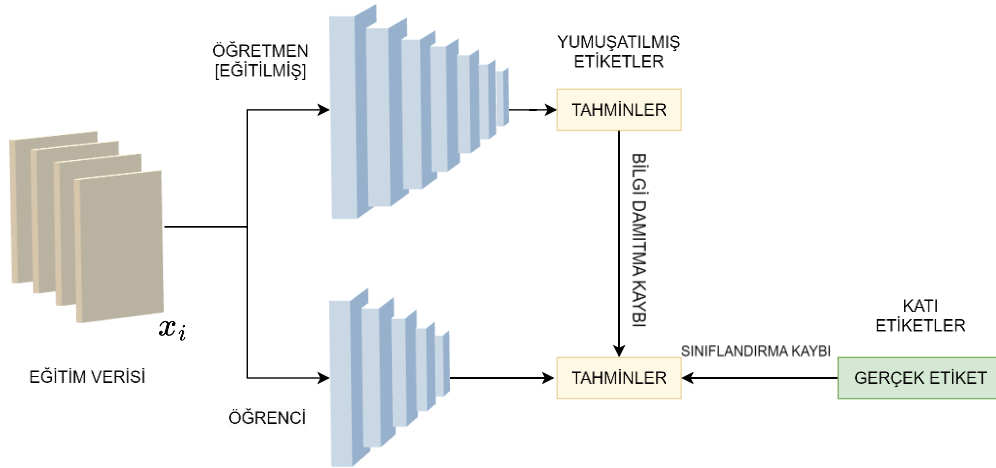 ÖĞRETMEN
[EĞİTİLMİŞ]
YUMUŞATILMIŞ
ETİKETLER
TAHMİNLER
BİLGİ DAMITMA KAYBI
x_i
EĞİTİM VERİSİ
ÖĞRENCİ
TAHMİNLER
SINIFLANDIRMA KAYBI
KATI
ETİKETLER
GERÇEK ETİKET